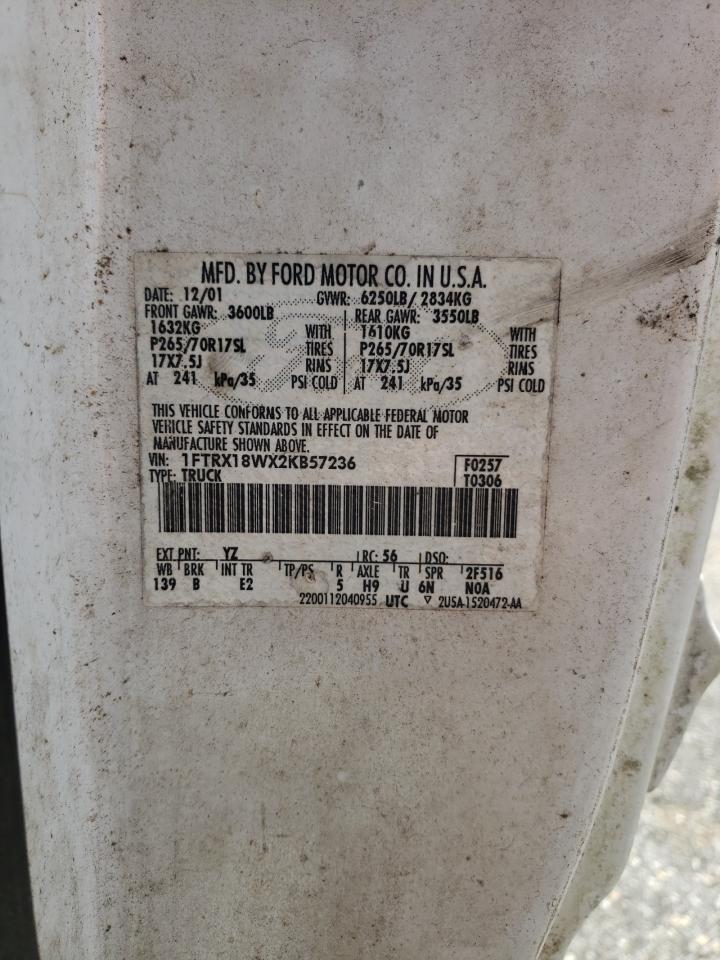 MFD. BY FORD MOTOR CO. IN U.S.A.
DATE: 12/01 GVWR: 6250LB/ 2834KG
FRONT GAWR: 3600LB REAR GAWR: 3550LB
1632KG WITH 1610KG WITH
P265/70R17SL TIRES P265/70R17SL TIRES
17X7.5J RIMS 17X7.5J RIMS
AT 241 kPa/35 PSI COLD AT 241 kPa/35 PSI COLD
THIS VEHICLE CONFORMS TO ALL APPLICABLE FEDERAL MOTOR
VEHICLE SAFETY STANDARDS IN EFFECT ON THE DATE OF
MANUFACTURE SHOWN ABOVE.
VIN: 1FTRX18WX2KB57236 F0257
TYPE: TRUCK T0306
EXT PNT: YZ RC: 56 DSO:
WB BRK INT TR TP/PS R AXLE TR SPR 2F516
139 B E2 5 H9 U 6N N0A
2200112040955 UTC ▽ 2USA-1520472-AA